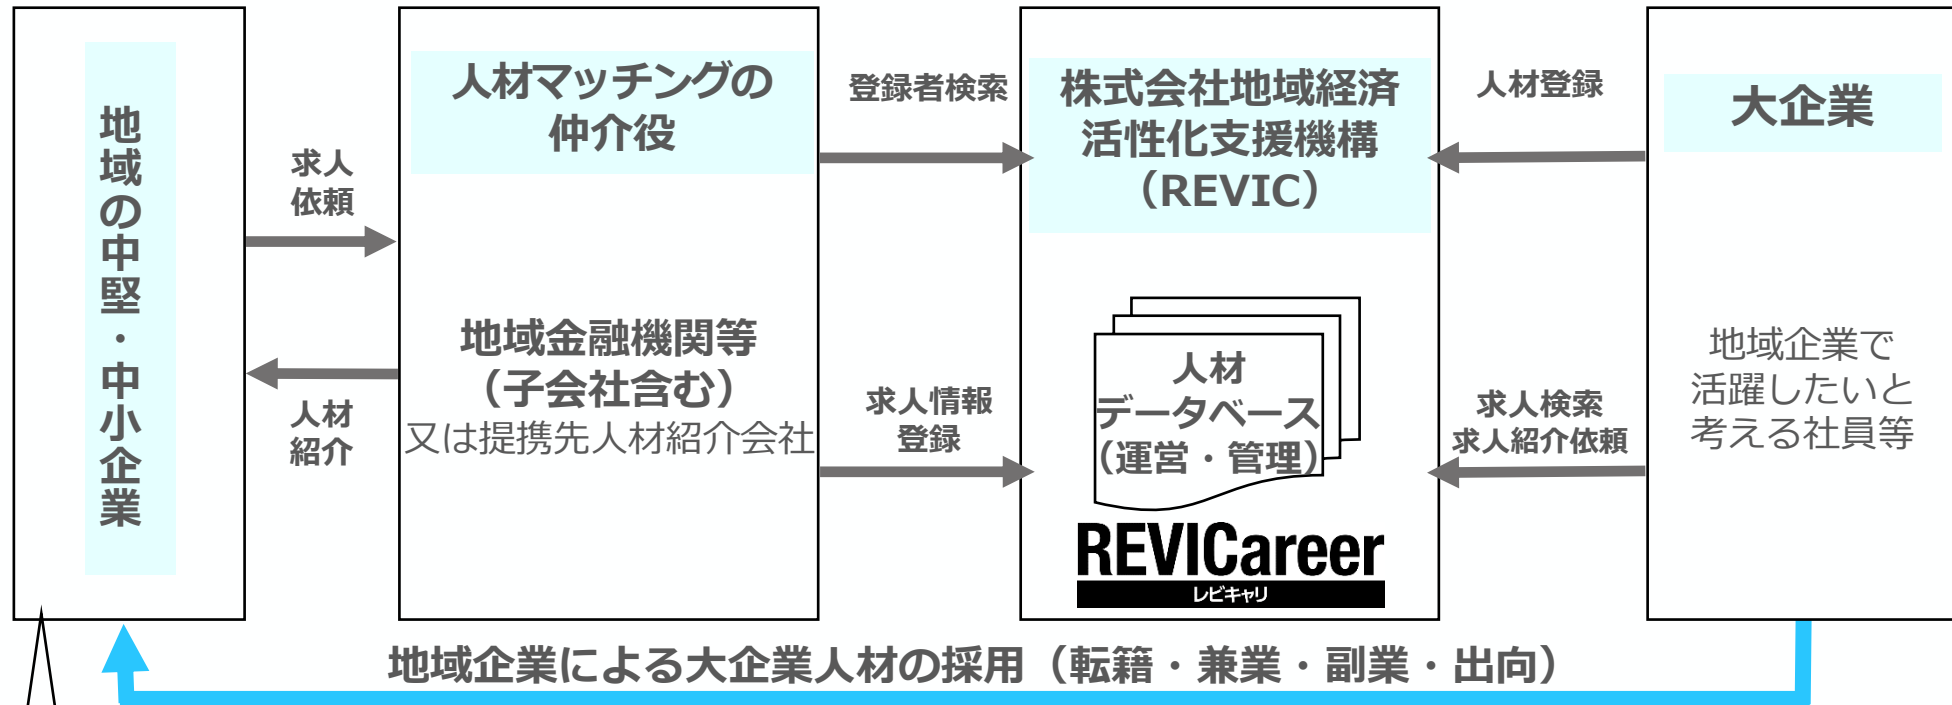 地域の中堅・中小企業
求人
依頼
人材
紹介
人材マッチングの
仲介役
地域金融機関等
（子会社含む）
又は提携先人材紹介会社
登録者検索
求人情報
登録
株式会社地域経済
活性化支援機構
（REVIC）
人材
データベース
（運営・管理）
REVICareer
レビキャリ
人材登録
求人検索
求人紹介依頼
大企業
地域企業で
活躍したいと
考える社員等
地域企業による大企業人材の採用（転籍・兼業・副業・出向）